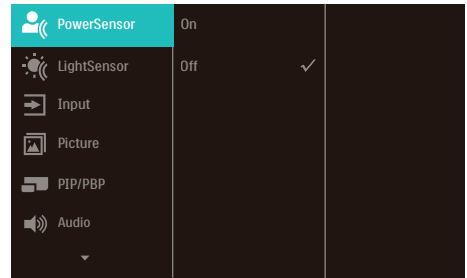 PowerSensor
On
LightSensor
Off
Input
Picture
PIP/PBP
Audio